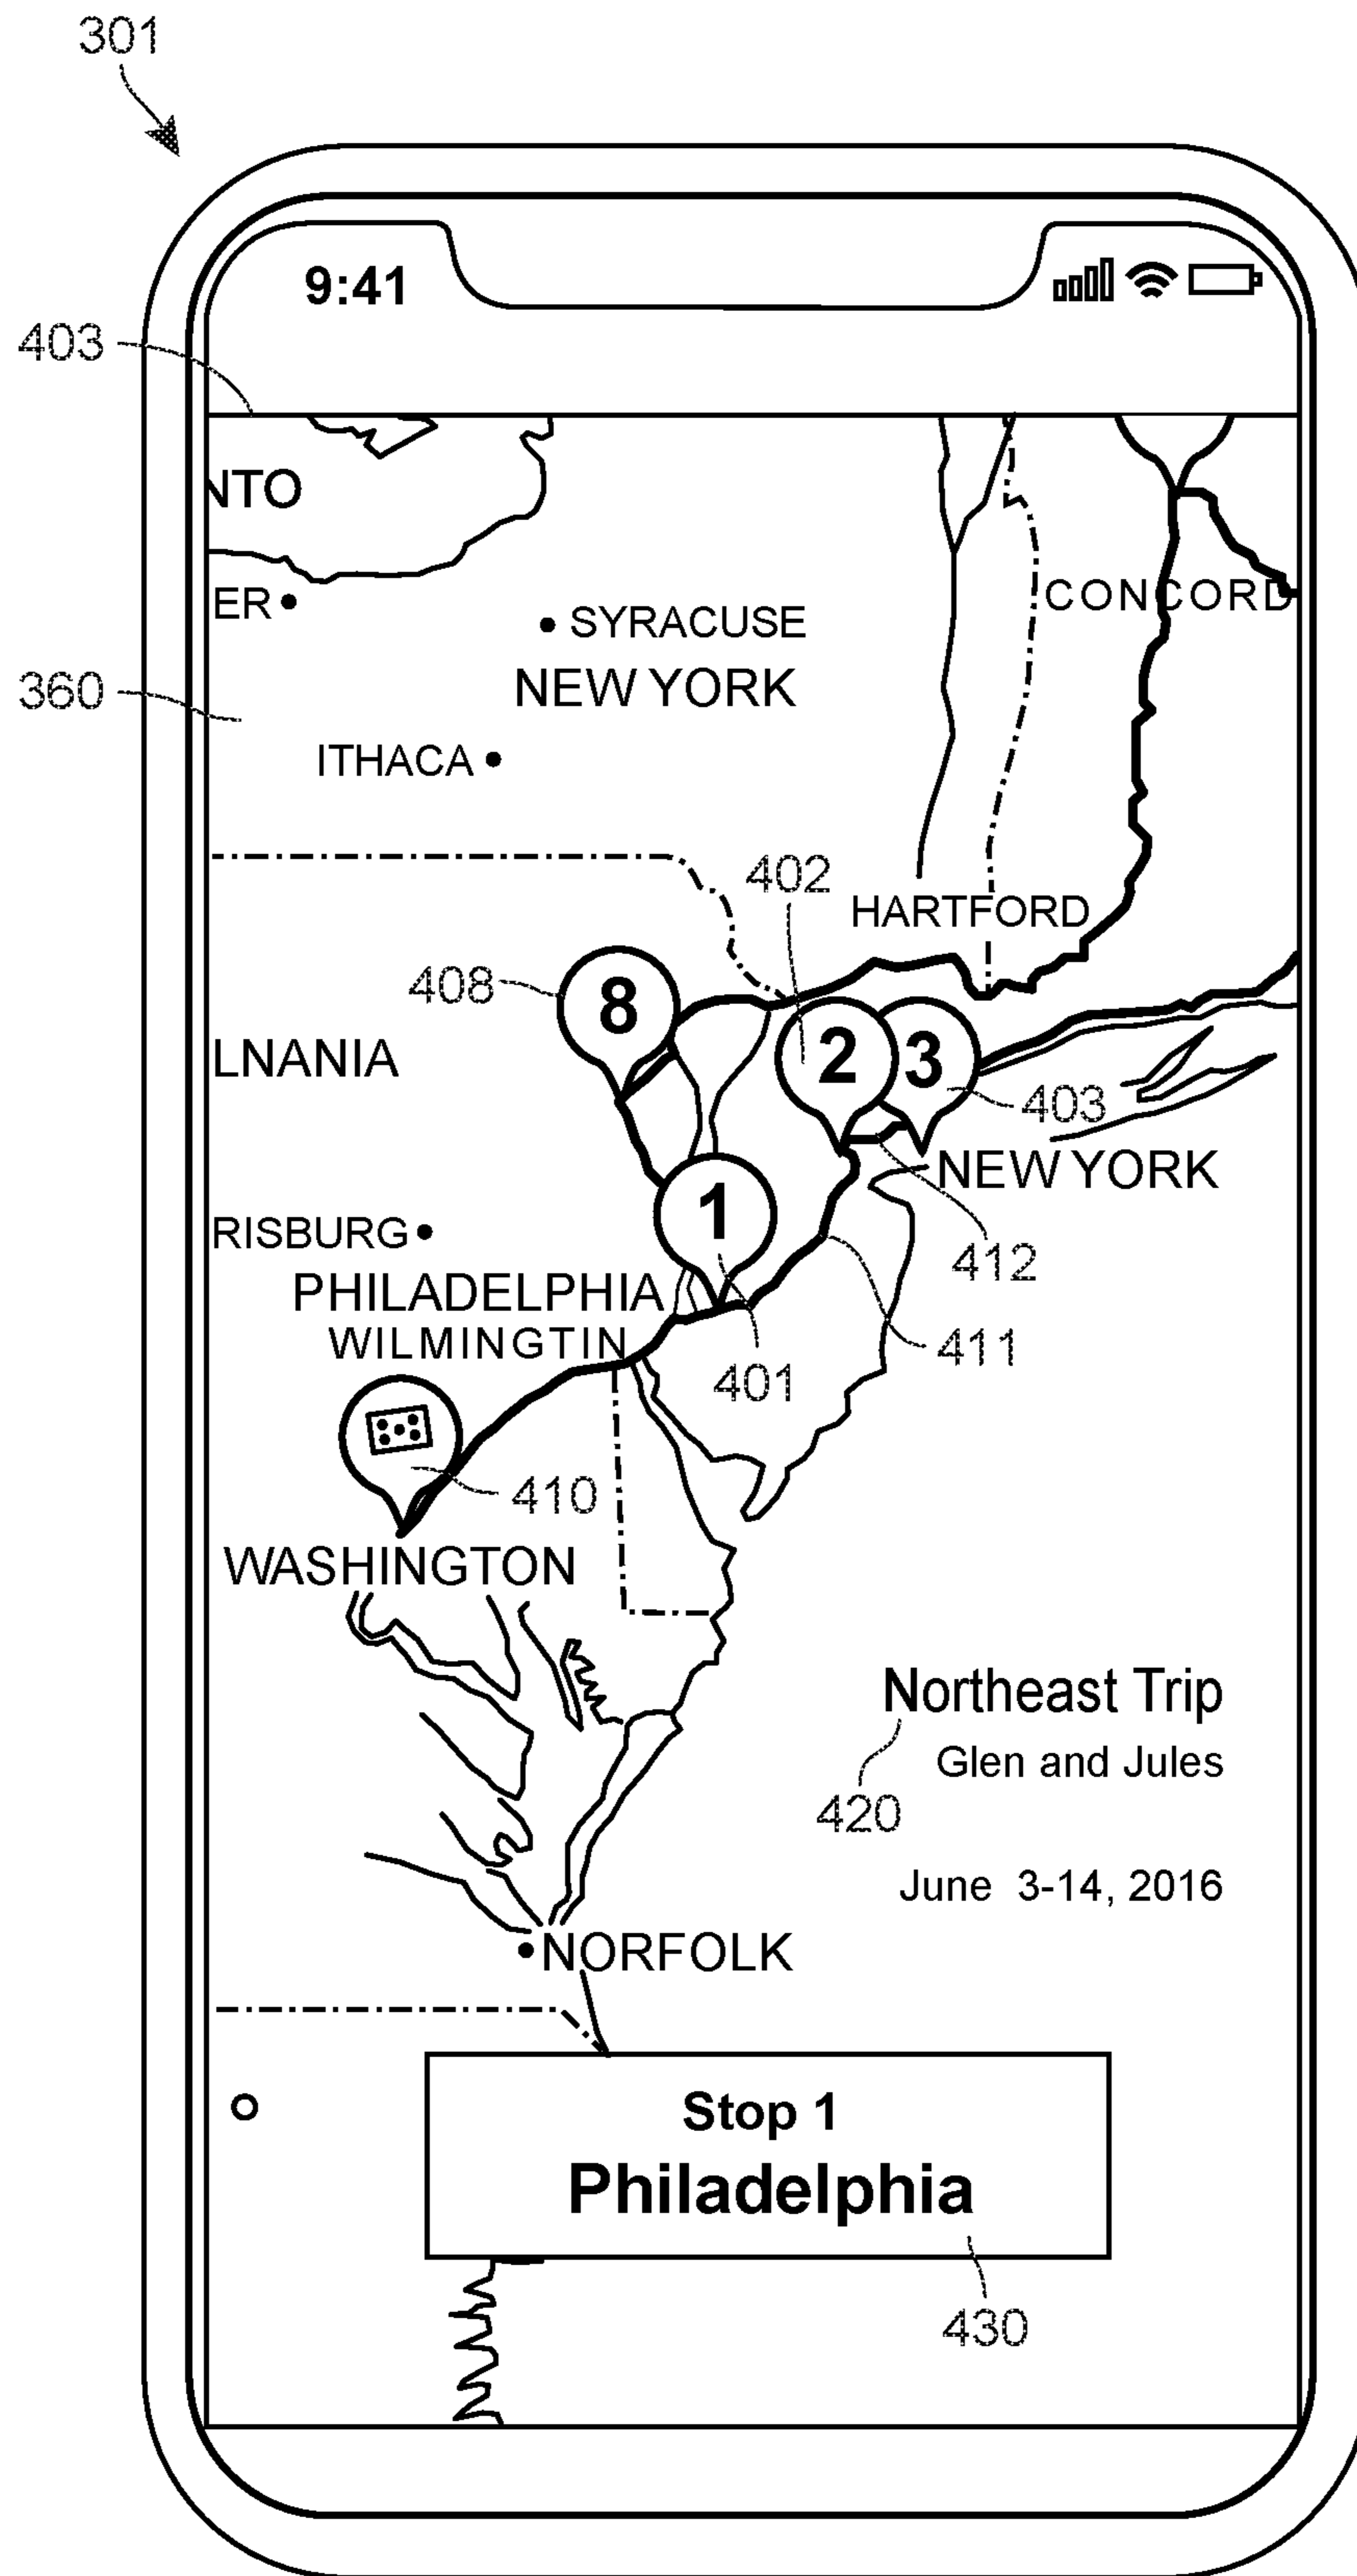 301
9:41
403
NTO
ER
CONCORD
SYRACUSE
360
NEW YORK
ITHACA
402
HARTFORD
408
8
LNANIA
2
3
403
NEW YORK
1
RISBURG
412
PHILADELPHIA
WILMINGTIN
411
401
410
WASHINGTON
Northeast Trip
Glen and Jules
420
June 3-14, 2016
NORFOLK
Stop 1
Philadelphia
430